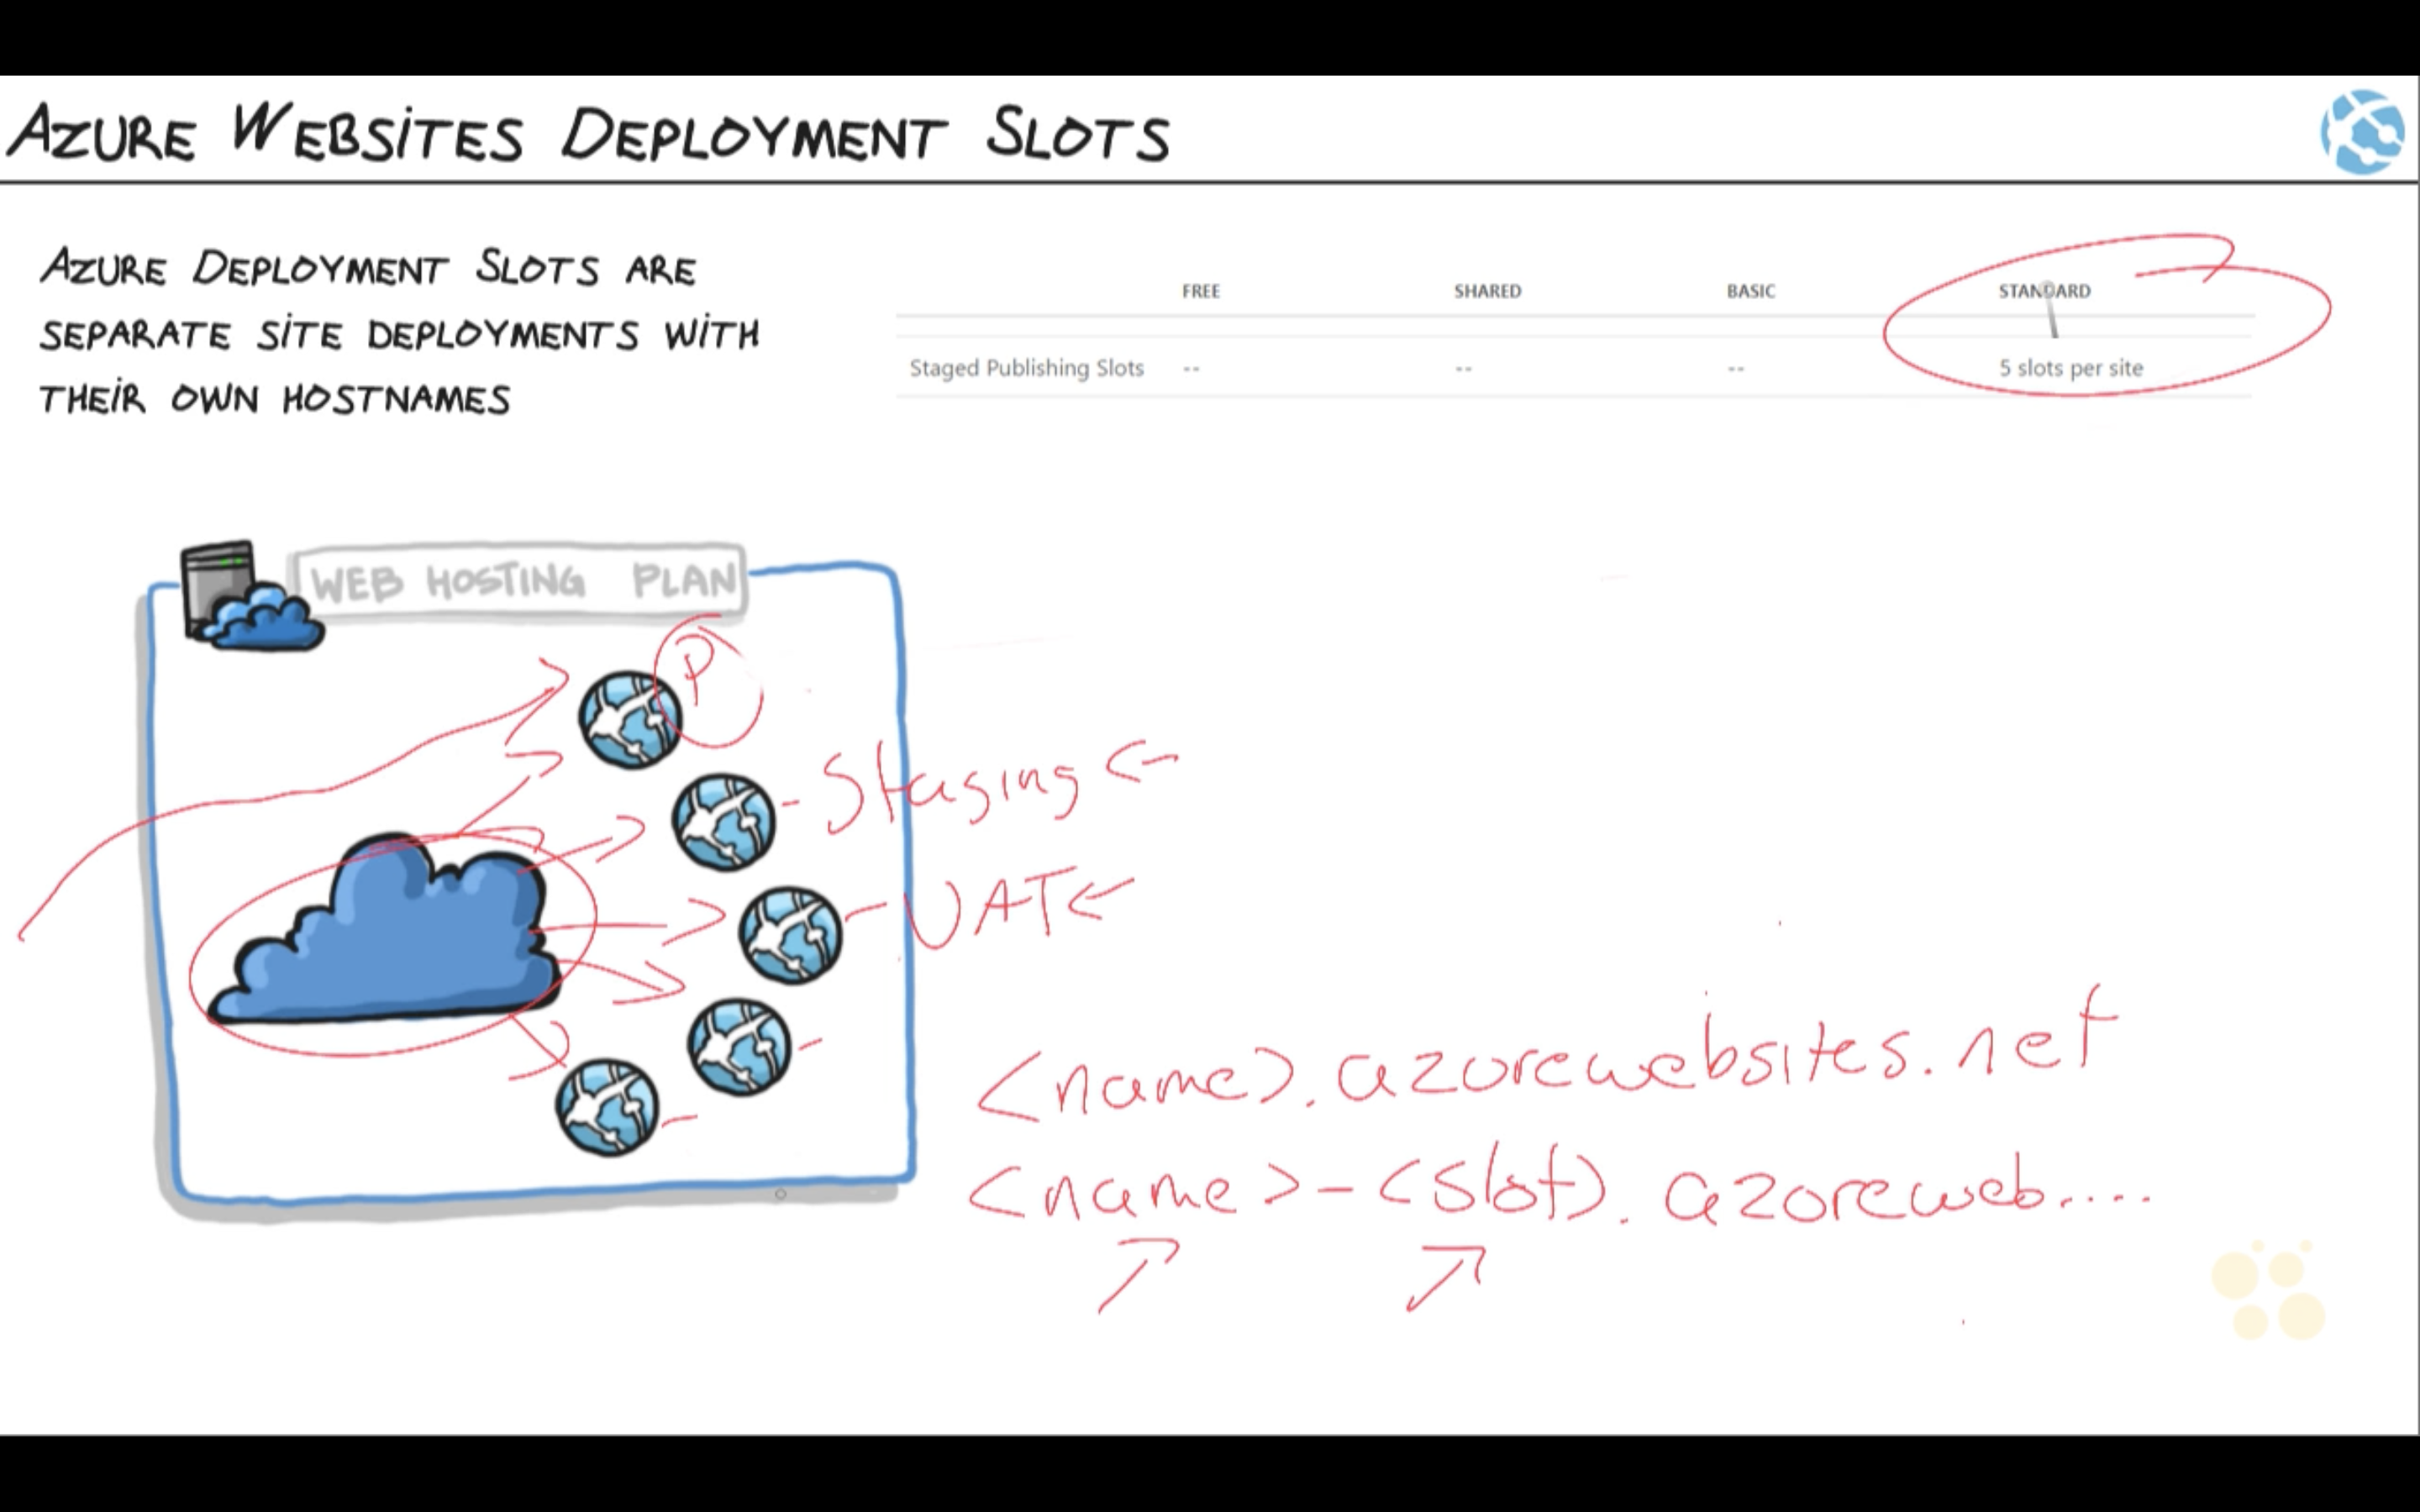 AZURE WEBSITES DEPLOYMENT SLOTS
AZURE DEPLOYMENT SLOTS ARE
SEPARATE SITE DEPLOYMENTS WITH
THEIR OWN HOSTNAMES
FREE SHARED BASIC STANDARD
Staged Publishing Slots -- -- -- 5 slots per site
WEB HOSTING PLAN
P
- Staging
- UAT
<name>.azurewebsites.net
<name>-<slot>.azureweb....